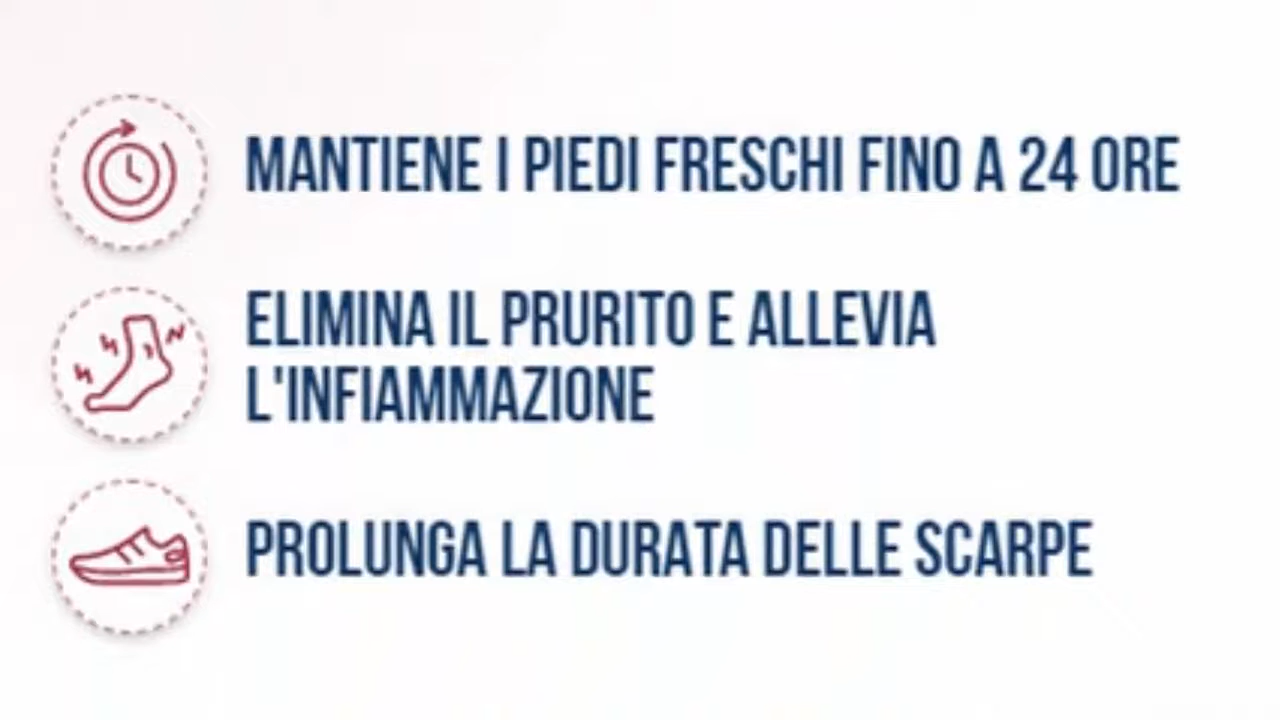 MANTIENE I PIEDI FRESCHI FINO A 24 ORE
ELIMINA IL PRURITO E ALLEVIA
L'INFIAMMAZIONE
PROLUNGA LA DURATA DELLE SCARPE